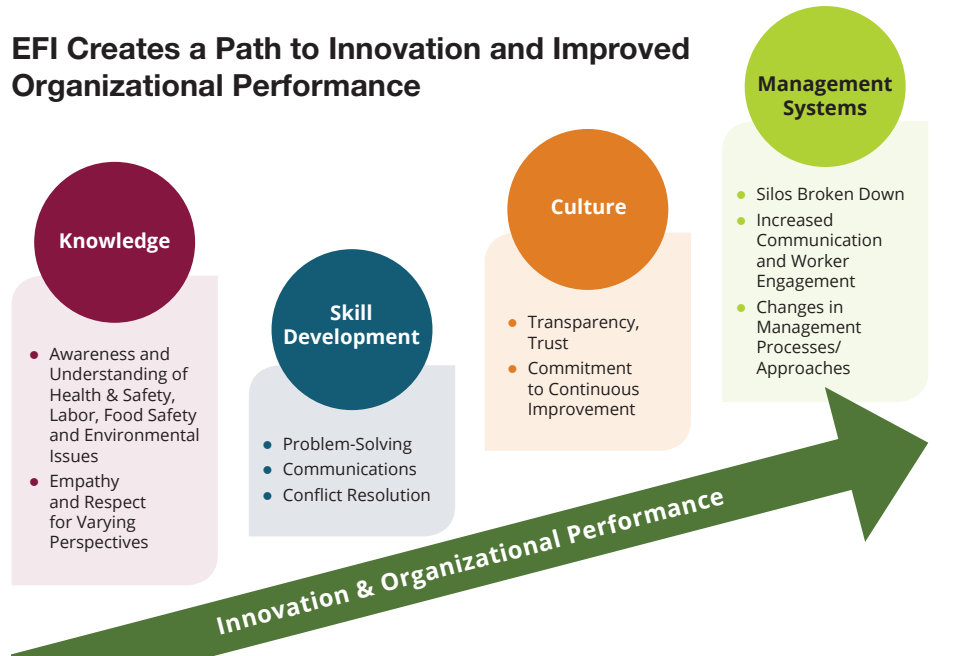 EFI Creates a Path to Innovation and Improved
Organizational Performance
Knowledge
Awareness and
Understanding of
Health & Safety,
Labor, Food Safety
and Environmental
Issues
Empathy
and Respect
for Varying
Perspectives
Skill
Development
Problem-Solving
Communications
Conflict Resolution
Culture
Transparency,
Trust
Commitment
to Continuous
Improvement
Management
Systems
Silos Broken Down
Increased
Communication
and Worker
Engagement
Changes in
Management
Processes/
Approaches
Innovation & Organizational Performance